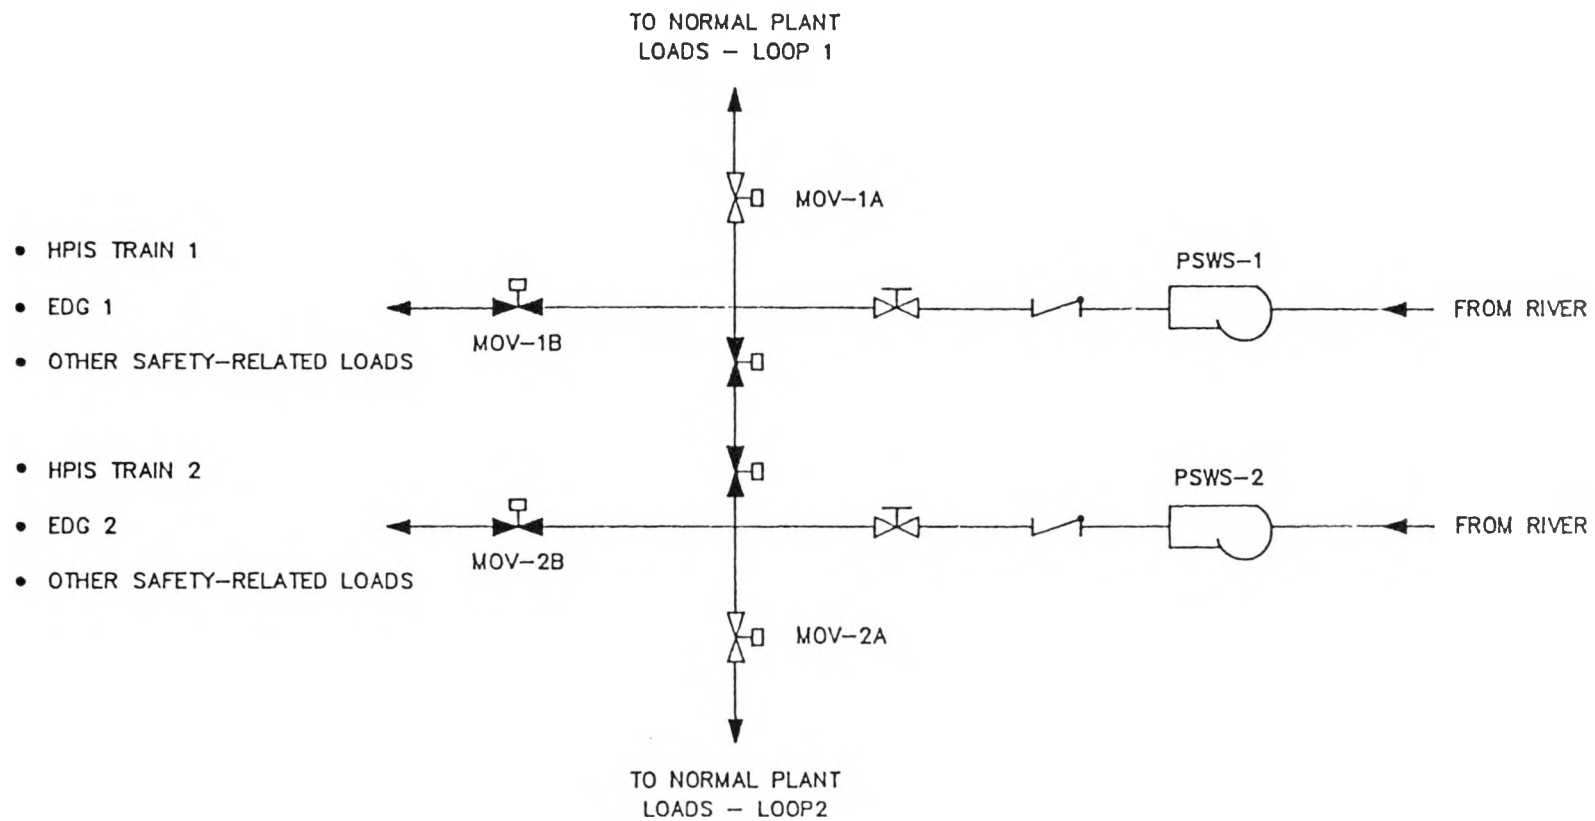 TO NORMAL PLANT
LOADS – LOOP 1
MOV–1A
• HPIS TRAIN 1
• EDG 1
• OTHER SAFETY–RELATED LOADS
MOV–1B
PSWS–1
FROM RIVER
• HPIS TRAIN 2
• EDG 2
• OTHER SAFETY–RELATED LOADS
MOV–2B
PSWS–2
FROM RIVER
MOV–2A
TO NORMAL PLANT
LOADS – LOOP2